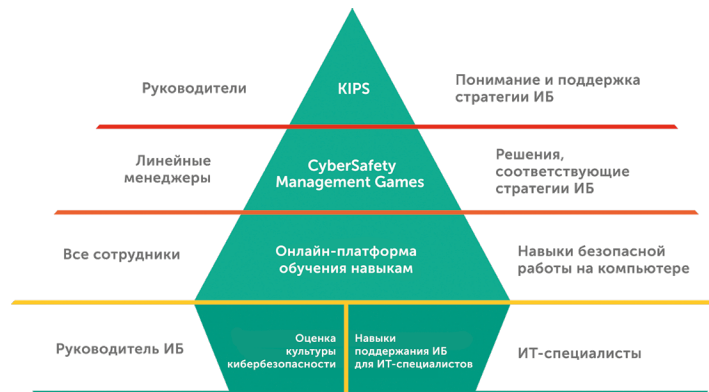 Руководители
KIPS
Понимание и поддержка
стратегии ИБ
Линейные
менеджеры
CyberSafety
Management Games
Решения,
соответствующие
стратегии ИБ
Все сотрудники
Онлайн-платформа
обучения навыкам
Навыки безопасной
работы на компьютере
Руководитель ИБ
Оценка
культуры
кибербезопасности
Навыки
поддержания ИБ
для ИТ-специалистов
ИТ-специалисты